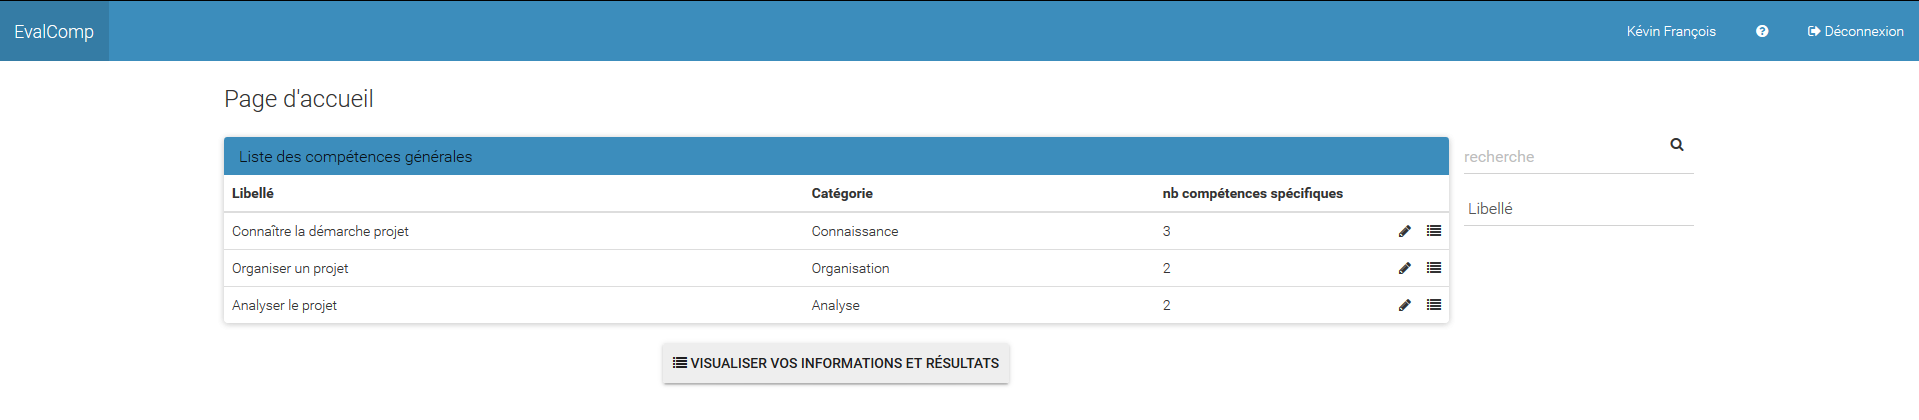 EvalComp Kévin François Déconnexion
Page d'accueil
Liste des compétences générales
Libellé Catégorie nb compétences spécifiques
Connaître la démarche projet Connaissance 3
Organiser un projet Organisation 2
Analyser le projet Analyse 2
VISUALISER VOS INFORMATIONS ET RÉSULTATS
recherche
Libellé